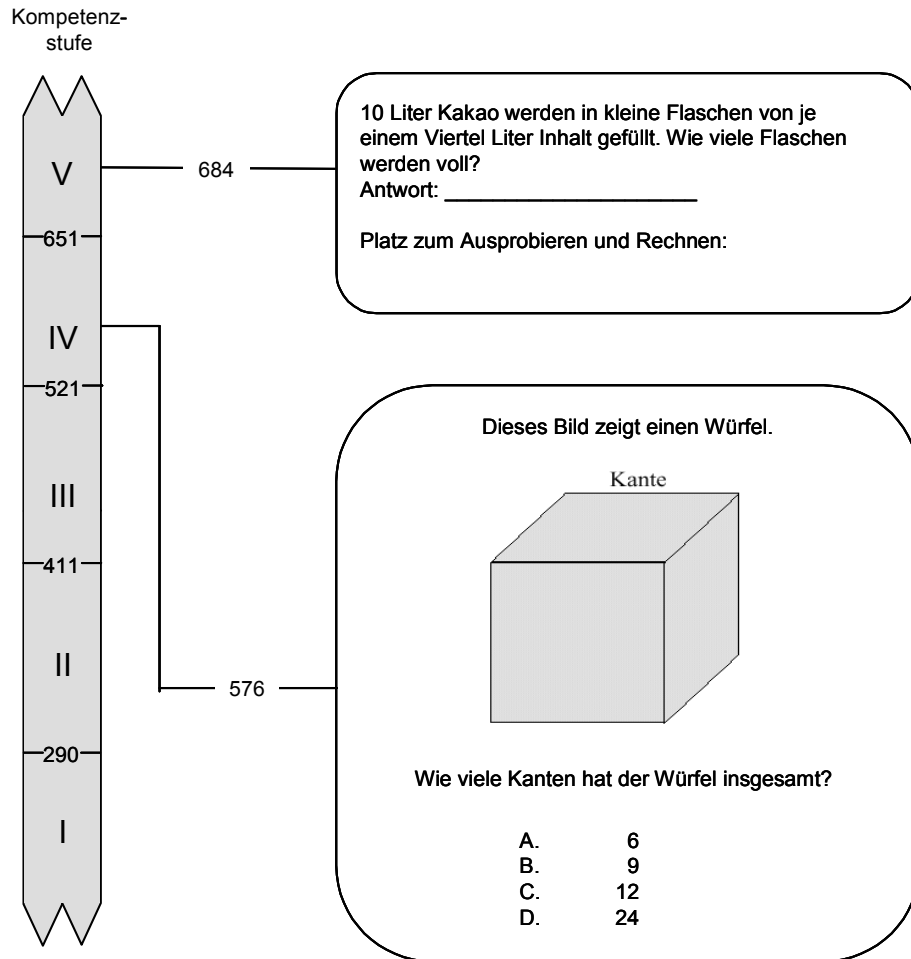 Kompetenz-
stufe
V
684
651
IV
521
III
411
II
576
290
I
10 Liter Kakao werden in kleine Flaschen von je
einem Viertel Liter Inhalt gefüllt. Wie viele Flaschen
werden voll?
Antwort: _____________________
Platz zum Ausprobieren und Rechnen:
Dieses Bild zeigt einen Würfel.
Kante
Wie viele Kanten hat der Würfel insgesamt?
A. 6
B. 9
C. 12
D. 24